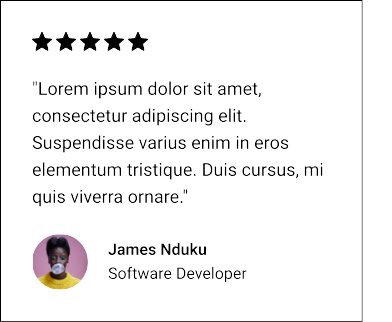 "Lorem ipsum dolor sit amet,
consectetur adipiscing elit.
Suspendisse varius enim in eros
elementum tristique. Duis cursus, mi
quis viverra ornare."
James Nduku
Software Developer